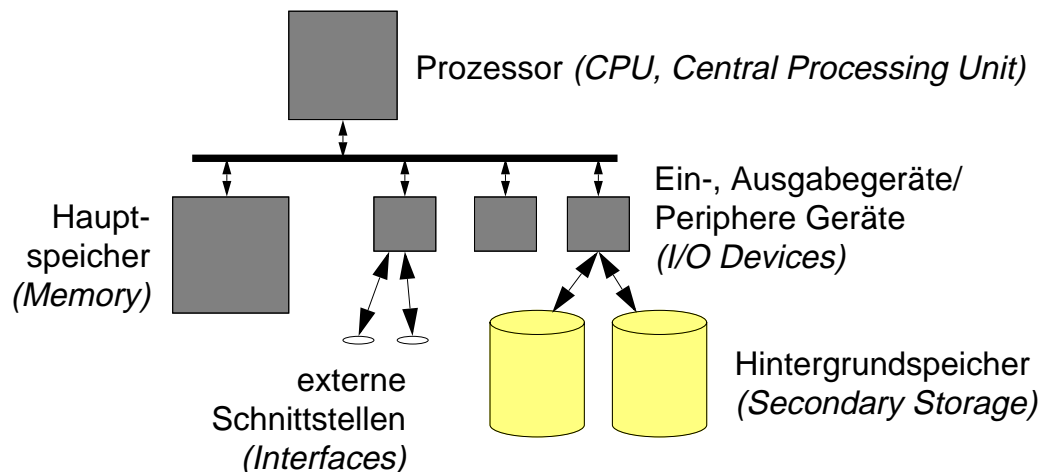 Prozessor (CPU, Central Processing Unit)
Haupt-
speicher
(Memory)
Ein-, Ausgabegeräte/
Periphere Geräte
(I/O Devices)
externe
Schnittstellen
(Interfaces)
Hintergrundspeicher
(Secondary Storage)